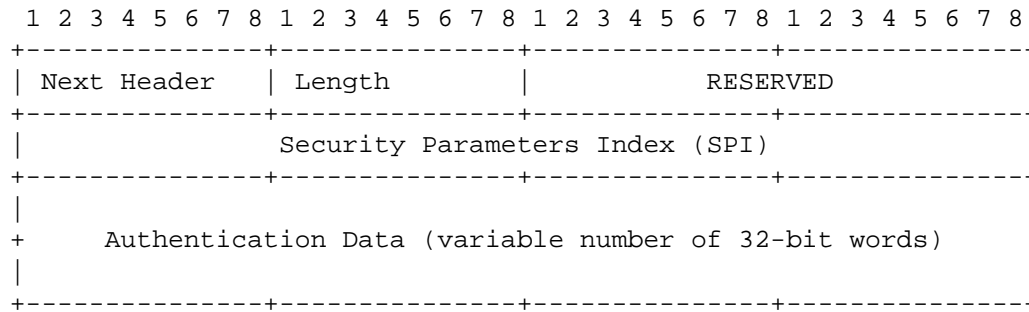 1 2 3 4 5 6 7 8 1 2 3 4 5 6 7 8 1 2 3 4 5 6 7 8 1 2 3 4 5 6 7 8
+---------------+---------------+---------------+---------------
| Next Header | Length | RESERVED
+---------------+---------------+---------------+---------------
| Security Parameters Index (SPI)
+---------------+---------------+---------------+---------------
|
+ Authentication Data (variable number of 32-bit words)
|
+---------------+---------------+---------------+---------------